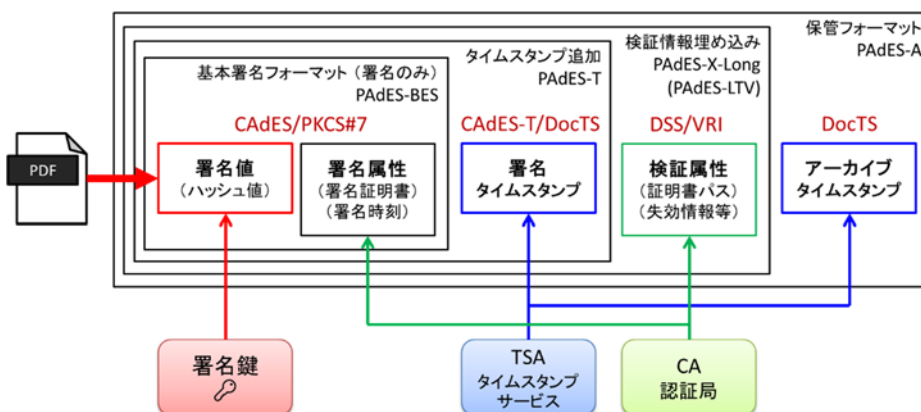 保管フォーマット
PAdES-A
検証情報埋め込み
PAdES-X-Long
(PAdES-LTV)
タイムスタンプ追加
PAdES-T
基本署名フォーマット（署名のみ）
PAdES-BES
CAdES/PKCS#7
CAdES-T/DocTS
DSS/VRI
DocTS
PDF
署名値
（ハッシュ値）
署名属性
（署名証明書）
（署名時刻）
署名
タイムスタンプ
検証属性
（証明書パス）
（失効情報等）
アーカイブ
タイムスタンプ
署名鍵
TSA
タイムスタンプ
サービス
CA
認証局